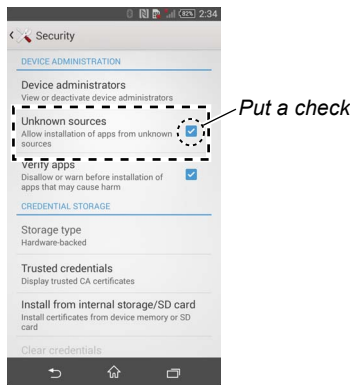 82% 2:34
Security
DEVICE ADMINISTRATION
Device administrators
View or deactivate device administrators
Unknown sources
Allow installation of apps from unknown
sources
Put a check
Verify apps
Disallow or warn before installation of
apps that may cause harm
CREDENTIAL STORAGE
Storage type
Hardware-backed
Trusted credentials
Display trusted CA certificates
Install from internal storage/SD card
Install certificates from device memory or SD
card
Clear credentials